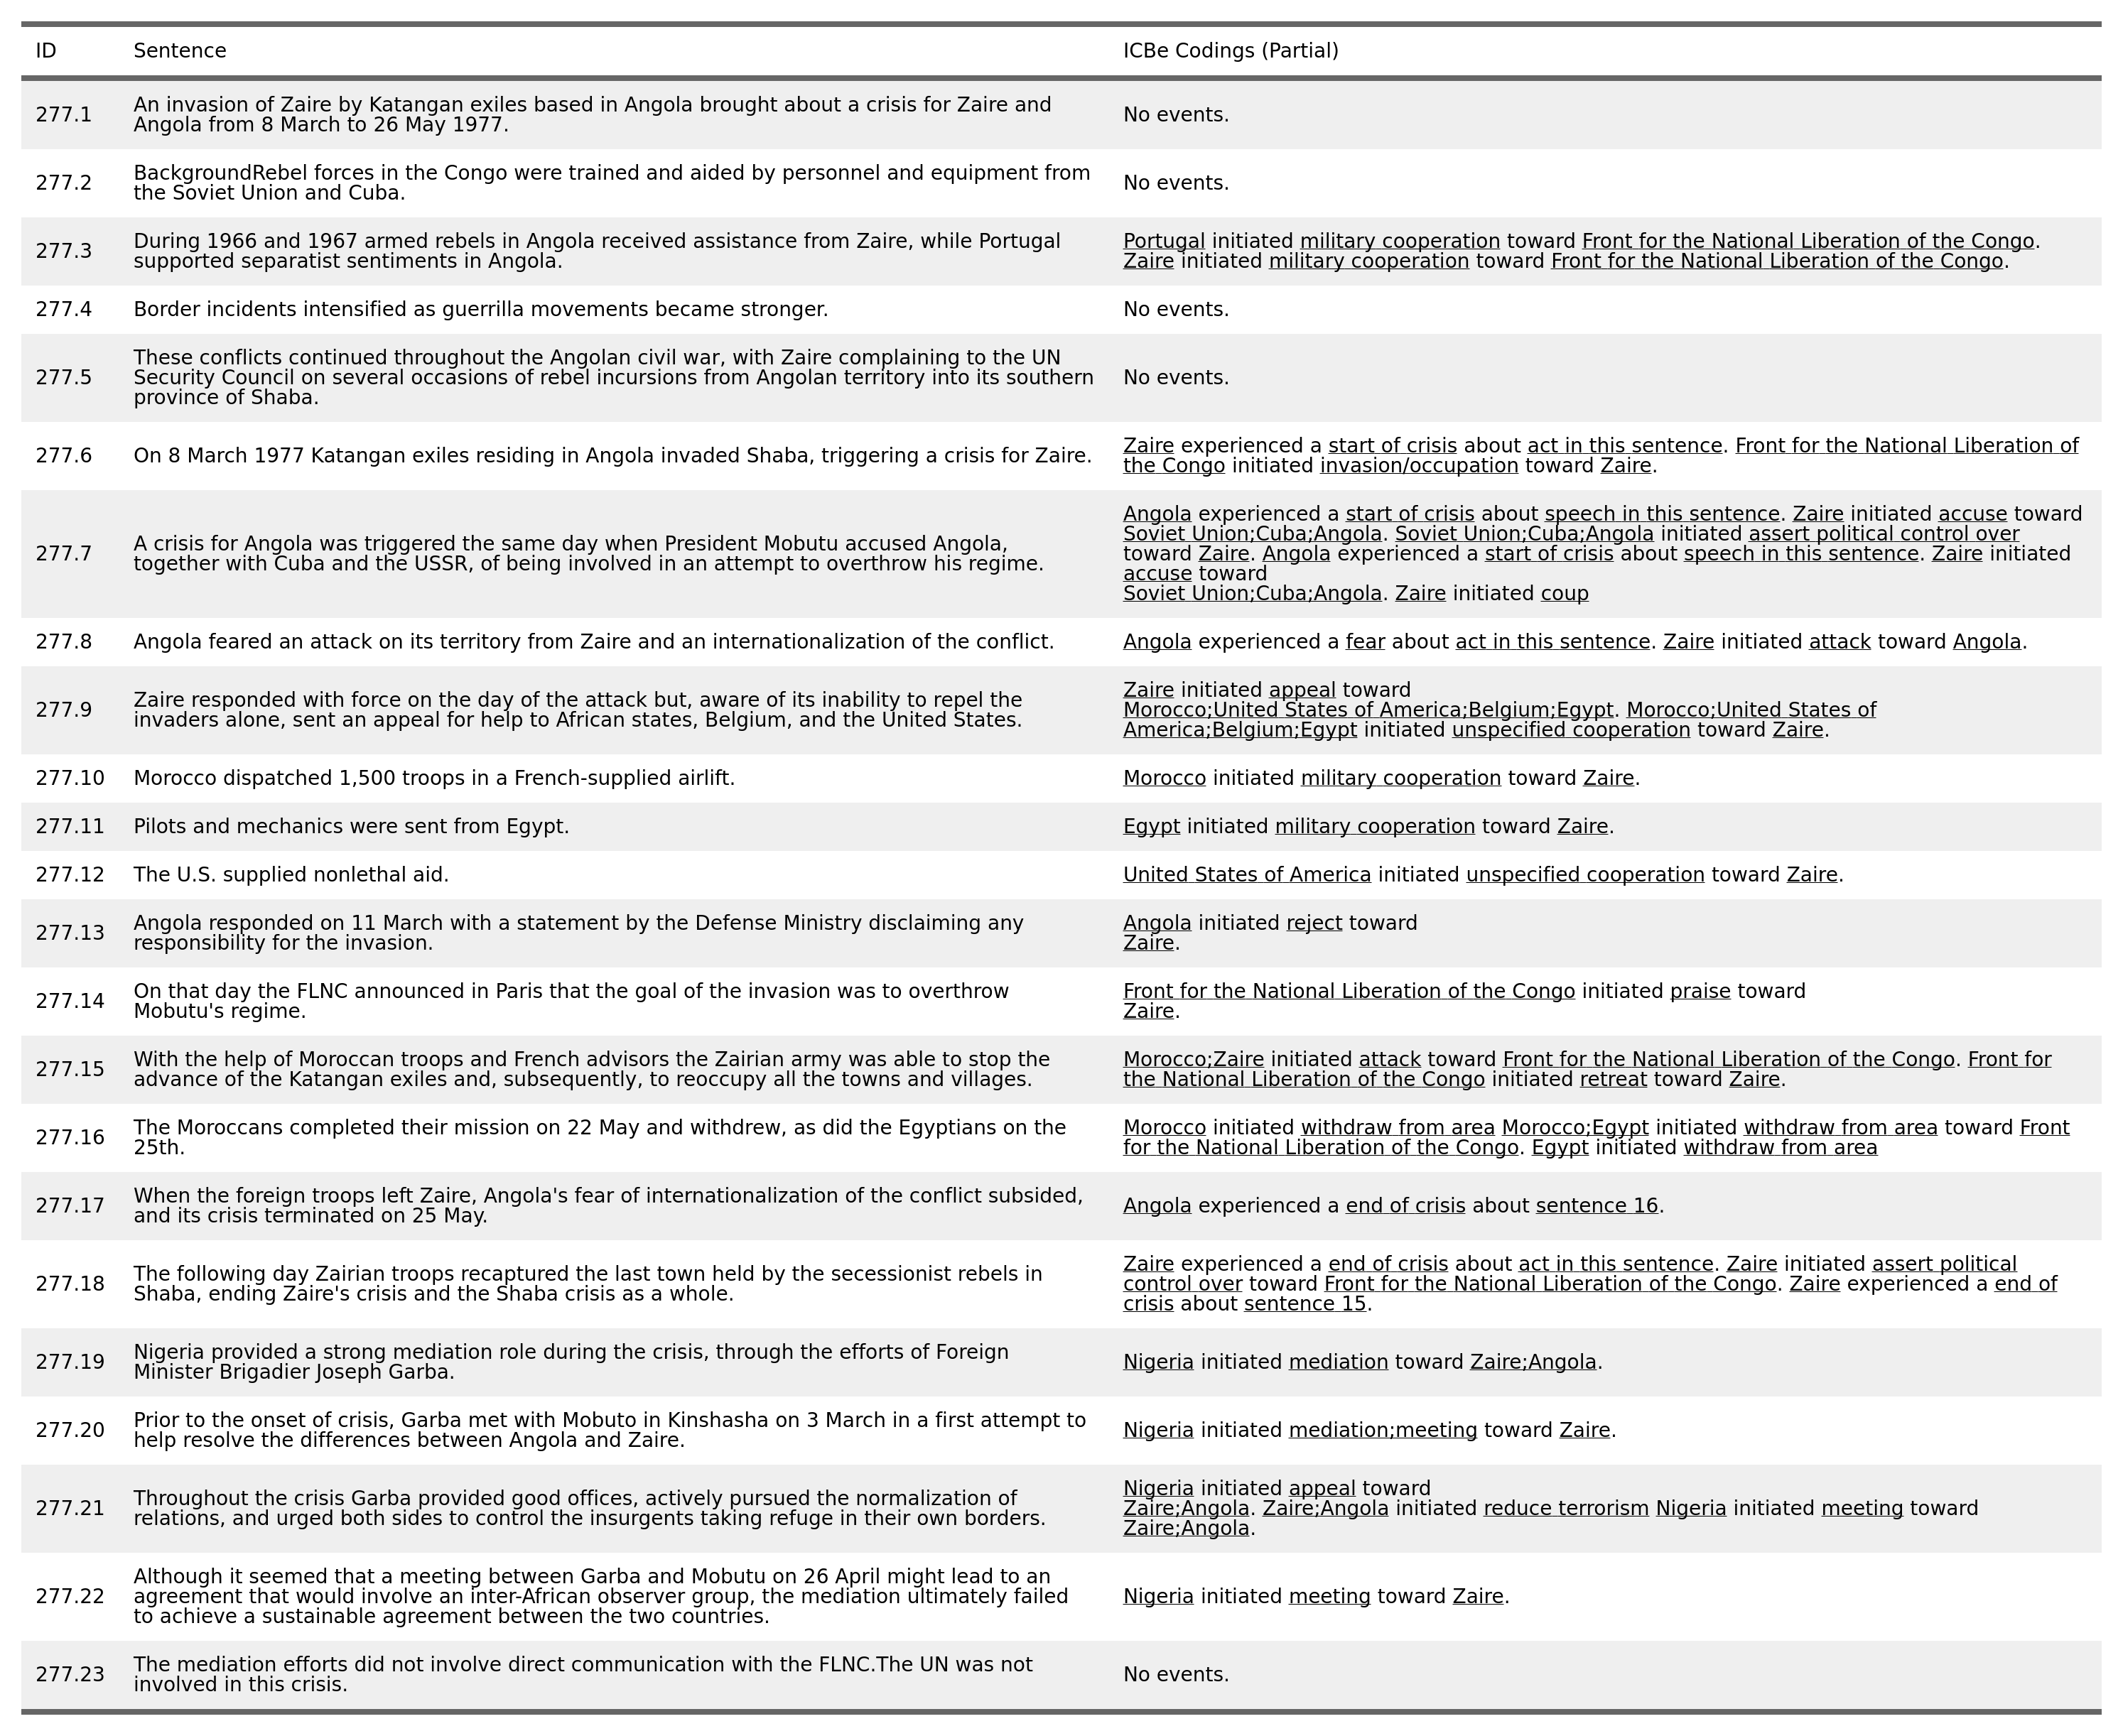 ID Sentence ICBe Codings (Partial)
277.1 An invasion of Zaire by Katangan exiles based in Angola brought about a crisis for Zaire and
Angola from 8 March to 26 May 1977.
No events.
277.2 BackgroundRebel forces in the Congo were trained and aided by personnel and equipment from
the Soviet Union and Cuba.
No events.
277.3 During 1966 and 1967 armed rebels in Angola received assistance from Zaire, while Portugal
supported separatist sentiments in Angola.
Portugal initiated military cooperation toward Front for the National Liberation of the Congo.
Zaire initiated military cooperation toward Front for the National Liberation of the Congo.
277.4 Border incidents intensified as guerrilla movements became stronger.
No events.
277.5 These conflicts continued throughout the Angolan civil war, with Zaire complaining to the UN
Security Council on several occasions of rebel incursions from Angolan territory into its southern
province of Shaba.
No events.
277.6 On 8 March 1977 Katangan exiles residing in Angola invaded Shaba, triggering a crisis for Zaire.
Zaire experienced a start of crisis about act in this sentence. Front for the National Liberation of
the Congo initiated invasion/occupation toward Zaire.
277.7 A crisis for Angola was triggered the same day when President Mobutu accused Angola,
together with Cuba and the USSR, of being involved in an attempt to overthrow his regime.
Angola experienced a start of crisis about speech in this sentence. Zaire initiated accuse toward
Soviet Union;Cuba;Angola. Soviet Union;Cuba;Angola initiated assert political control over
toward Zaire. Angola experienced a start of crisis about speech in this sentence. Zaire initiated
accuse toward
Soviet Union;Cuba;Angola. Zaire initiated coup
277.8 Angola feared an attack on its territory from Zaire and an internationalization of the conflict.
Angola experienced a fear about act in this sentence. Zaire initiated attack toward Angola.
277.9 Zaire responded with force on the day of the attack but, aware of its inability to repel the
invaders alone, sent an appeal for help to African states, Belgium, and the United States.
Zaire initiated appeal toward
Morocco;United States of America;Belgium;Egypt. Morocco;United States of
America;Belgium;Egypt initiated unspecified cooperation toward Zaire.
277.10 Morocco dispatched 1,500 troops in a French-supplied airlift.
Morocco initiated military cooperation toward Zaire.
277.11 Pilots and mechanics were sent from Egypt.
Egypt initiated military cooperation toward Zaire.
277.12 The U.S. supplied nonlethal aid.
United States of America initiated unspecified cooperation toward Zaire.
277.13 Angola responded on 11 March with a statement by the Defense Ministry disclaiming any
responsibility for the invasion.
Angola initiated reject toward
Zaire.
277.14 On that day the FLNC announced in Paris that the goal of the invasion was to overthrow
Mobutu's regime.
Front for the National Liberation of the Congo initiated praise toward
Zaire.
277.15 With the help of Moroccan troops and French advisors the Zairian army was able to stop the
advance of the Katangan exiles and, subsequently, to reoccupy all the towns and villages.
Morocco;Zaire initiated attack toward Front for the National Liberation of the Congo. Front for
the National Liberation of the Congo initiated retreat toward Zaire.
277.16 The Moroccans completed their mission on 22 May and withdrew, as did the Egyptians on the
25th.
Morocco initiated withdraw from area Morocco;Egypt initiated withdraw from area toward Front
for the National Liberation of the Congo. Egypt initiated withdraw from area
277.17 When the foreign troops left Zaire, Angola's fear of internationalization of the conflict subsided,
and its crisis terminated on 25 May.
Angola experienced a end of crisis about sentence 16.
277.18 The following day Zairian troops recaptured the last town held by the secessionist rebels in
Shaba, ending Zaire's crisis and the Shaba crisis as a whole.
Zaire experienced a end of crisis about act in this sentence. Zaire initiated assert political
control over toward Front for the National Liberation of the Congo. Zaire experienced a end of
crisis about sentence 15.
277.19 Nigeria provided a strong mediation role during the crisis, through the efforts of Foreign
Minister Brigadier Joseph Garba.
Nigeria initiated mediation toward Zaire;Angola.
277.20 Prior to the onset of crisis, Garba met with Mobuto in Kinshasha on 3 March in a first attempt to
help resolve the differences between Angola and Zaire.
Nigeria initiated mediation;meeting toward Zaire.
277.21 Throughout the crisis Garba provided good offices, actively pursued the normalization of
relations, and urged both sides to control the insurgents taking refuge in their own borders.
Nigeria initiated appeal toward
Zaire;Angola. Zaire;Angola initiated reduce terrorism Nigeria initiated meeting toward
Zaire;Angola.
277.22 Although it seemed that a meeting between Garba and Mobutu on 26 April might lead to an
agreement that would involve an inter-African observer group, the mediation ultimately failed
to achieve a sustainable agreement between the two countries.
Nigeria initiated meeting toward Zaire.
277.23 The mediation efforts did not involve direct communication with the FLNC.The UN was not
involved in this crisis.
No events.